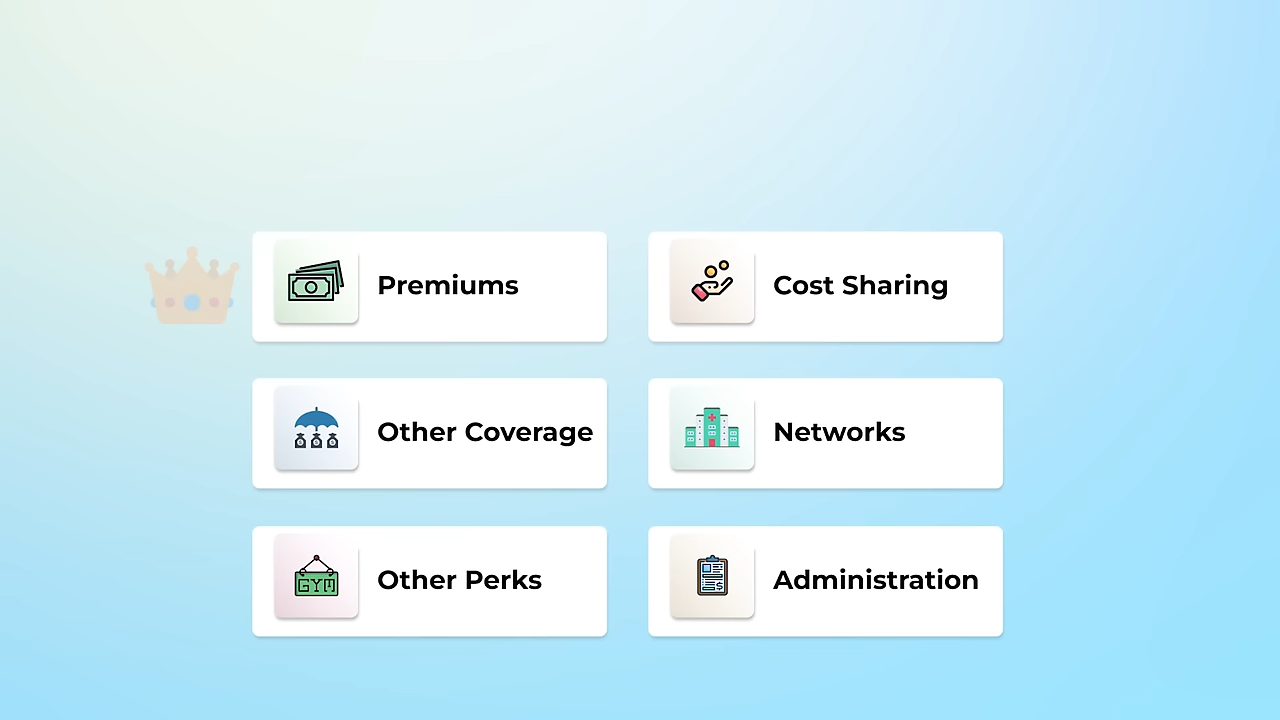 Premiums
Cost Sharing
Other Coverage
Networks
Other Perks
GYM
Administration